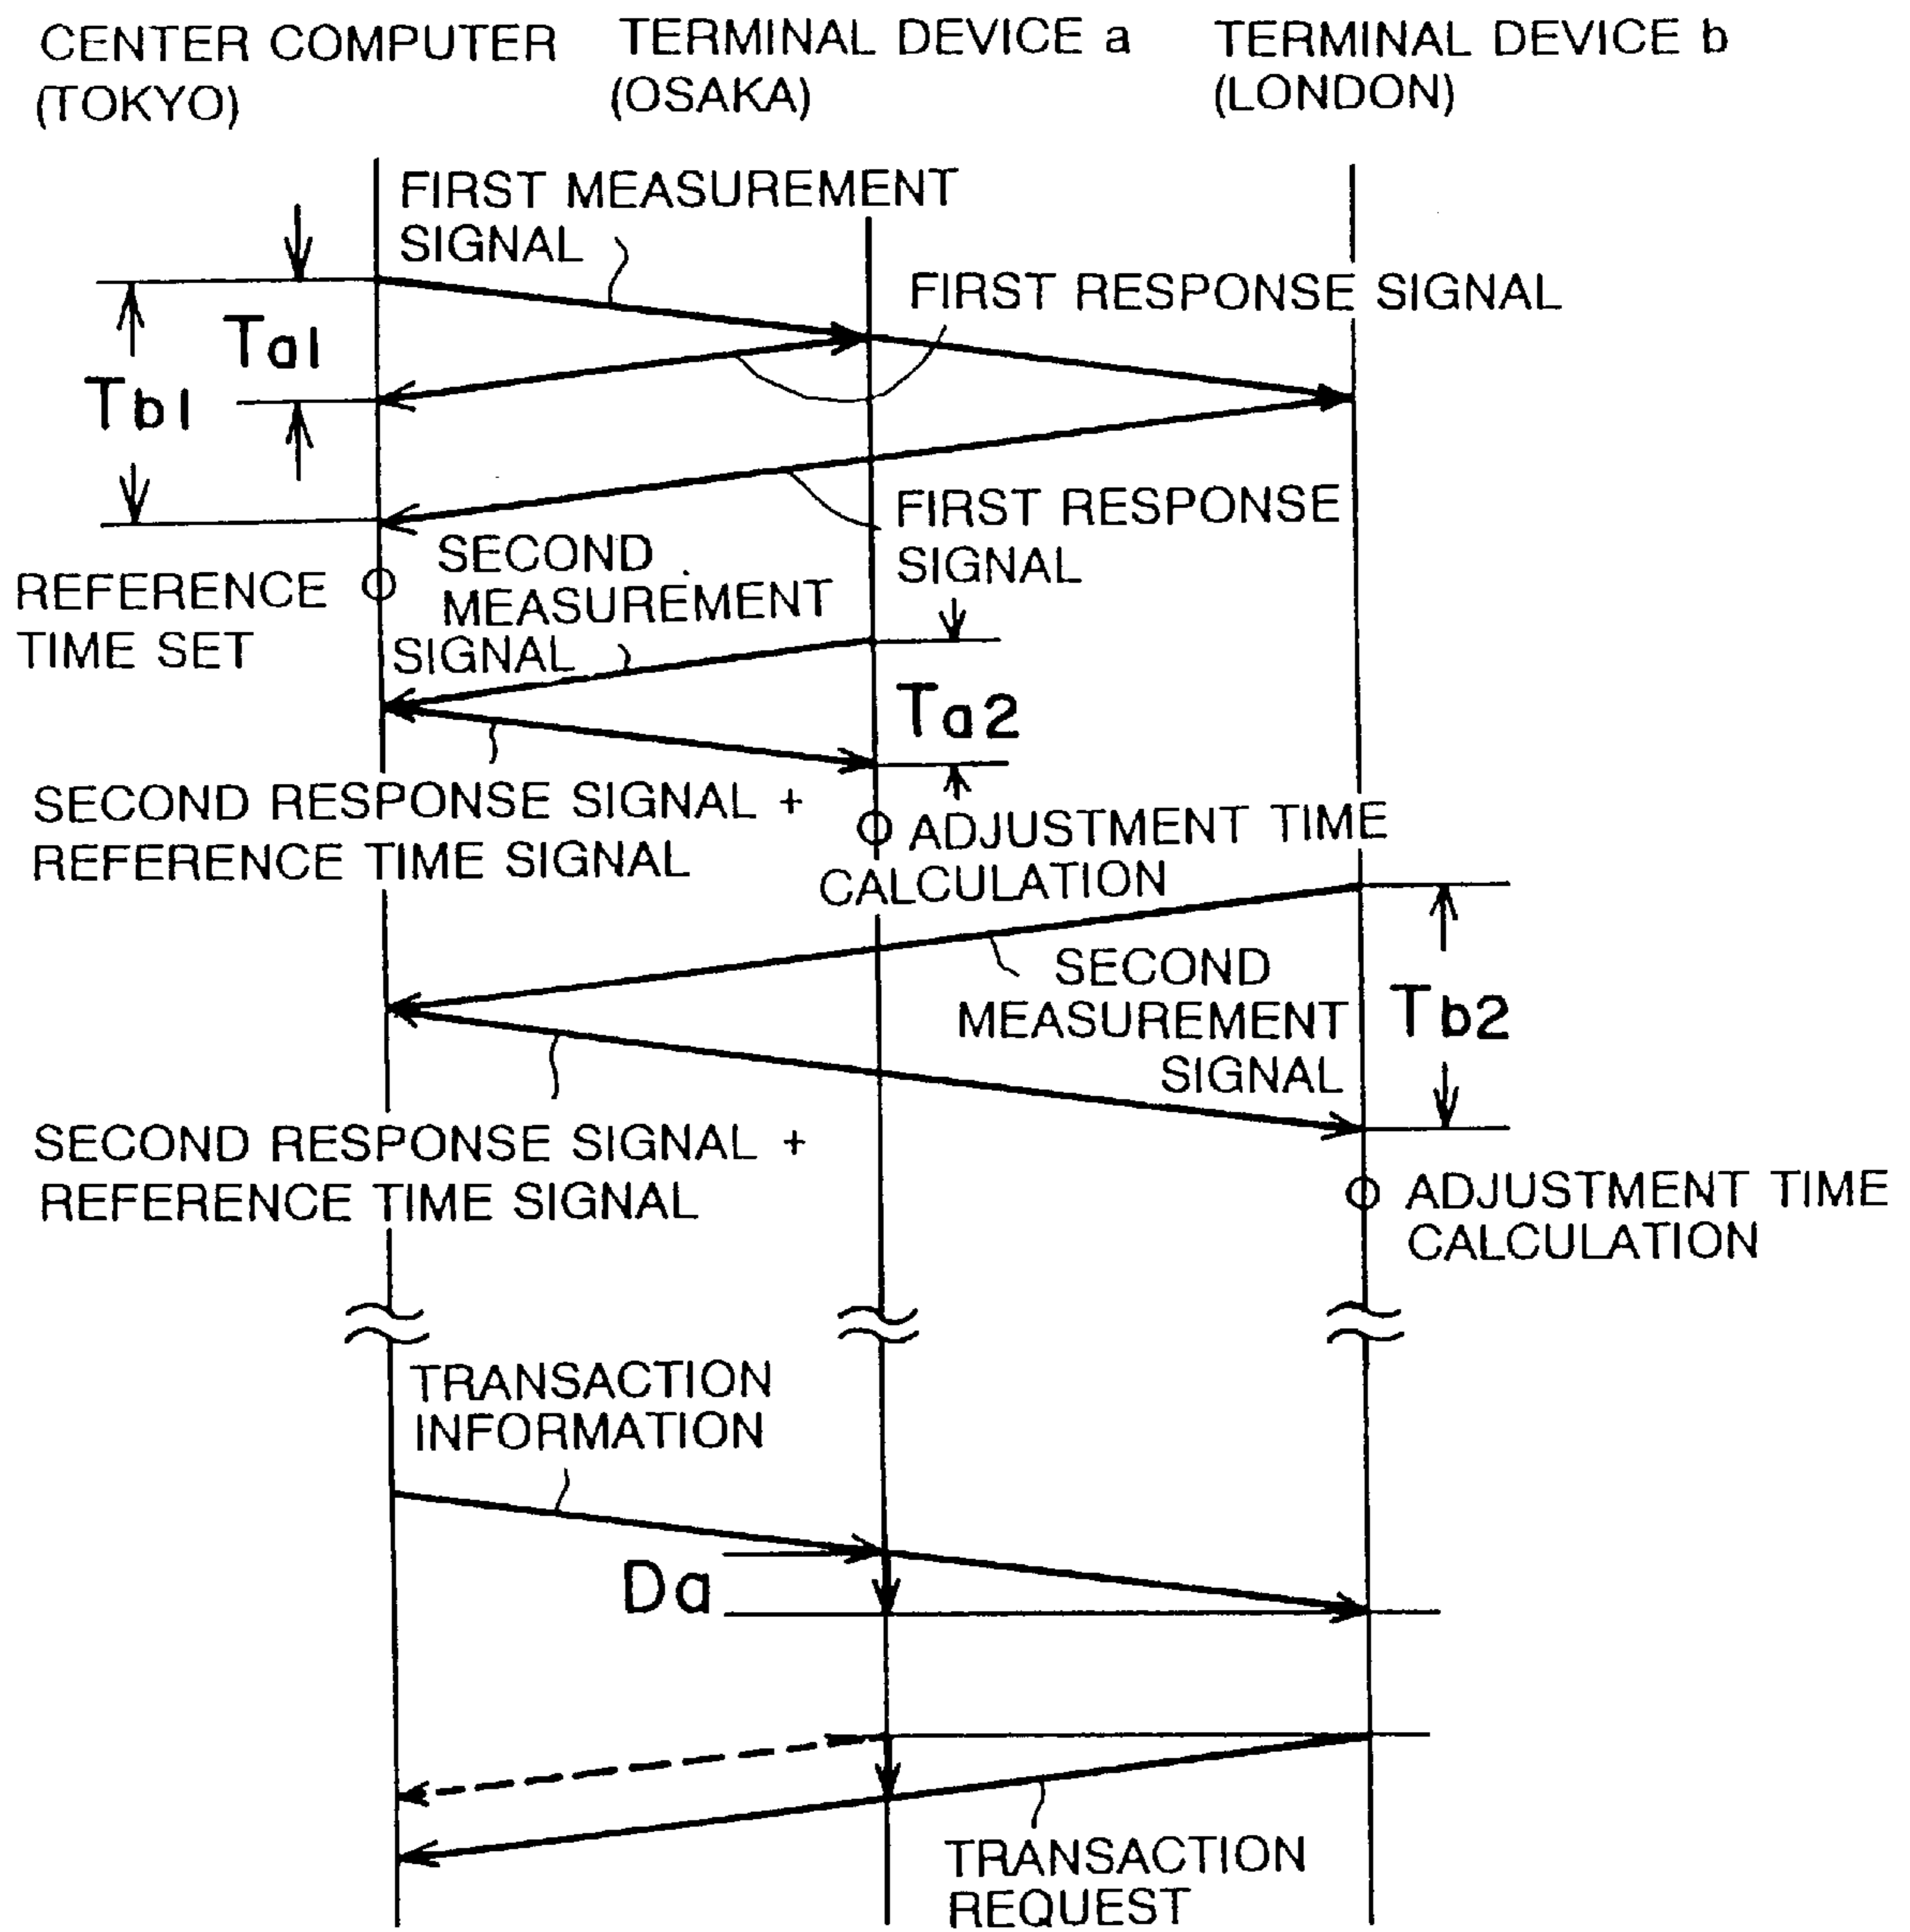 CENTER COMPUTER
(TOKYO)
TERMINAL DEVICE a
(OSAKA)
TERMINAL DEVICE b
(LONDON)
FIRST MEASUREMENT
SIGNAL
FIRST RESPONSE SIGNAL
Ta1
Tb1
FIRST RESPONSE
SIGNAL
SECOND
MEASUREMENT
SIGNAL
REFERENCE
TIME SET
Ta2
SECOND RESPONSE SIGNAL +
REFERENCE TIME SIGNAL
ADJUSTMENT TIME
CALCULATION
SECOND
MEASUREMENT
SIGNAL
Tb2
SECOND RESPONSE SIGNAL +
REFERENCE TIME SIGNAL
ADJUSTMENT TIME
CALCULATION
TRANSACTION
INFORMATION
Da
TRANSACTION
REQUEST